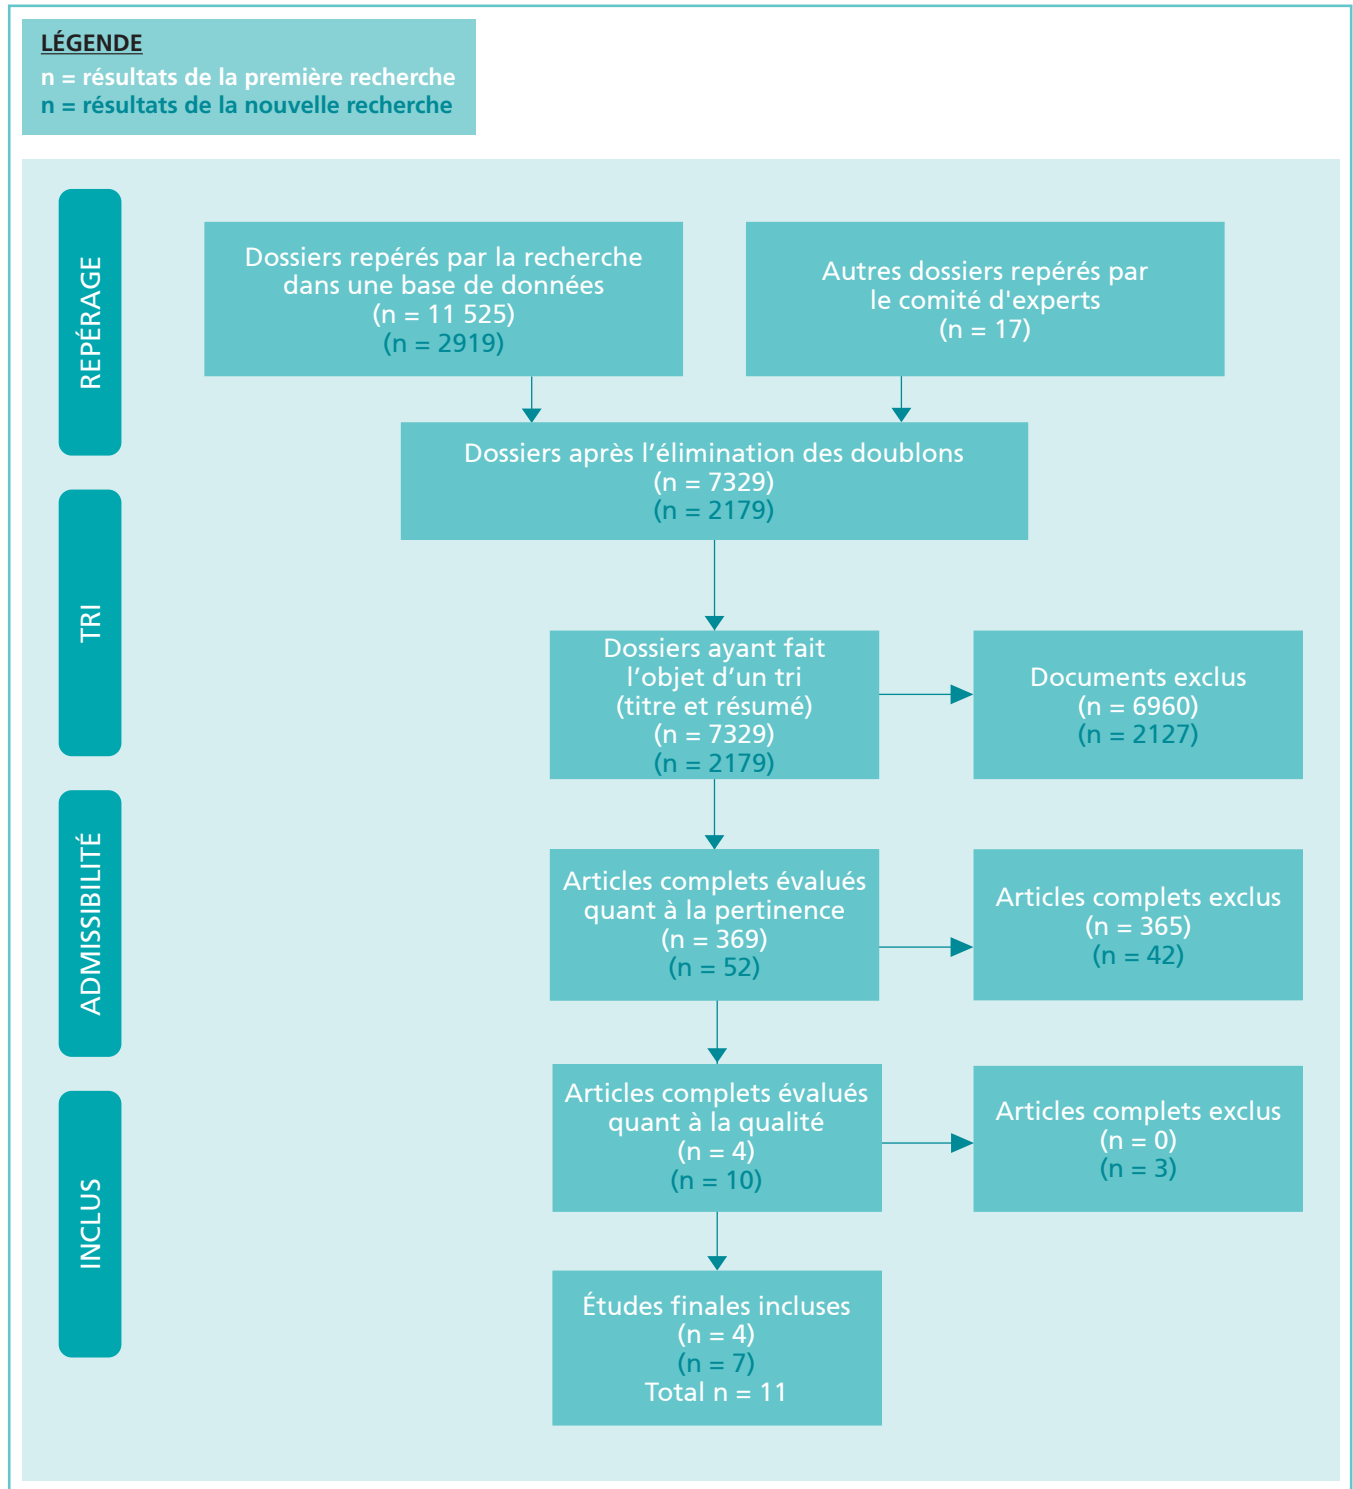 LÉGENDE
n = résultats de la première recherche
n = résultats de la nouvelle recherche
REPÉRAGE
Dossiers repérés par la recherche
dans une base de données
(n = 11 525)
(n = 2919)
Autres dossiers repérés par
le comité d'experts
(n = 17)
Dossiers après l’élimination des doublons
(n = 7329)
(n = 2179)
TRI
Dossiers ayant fait
l’objet d’un tri
(titre et résumé)
(n = 7329)
(n = 2179)
Documents exclus
(n = 6960)
(n = 2127)
ADMISSIBILITÉ
Articles complets évalués
quant à la pertinence
(n = 369)
(n = 52)
Articles complets exclus
(n = 365)
(n = 42)
Articles complets évalués
quant à la qualité
(n = 4)
(n = 10)
Articles complets exclus
(n = 0)
(n = 3)
INCLUS
Études finales incluses
(n = 4)
(n = 7)
Total n = 11